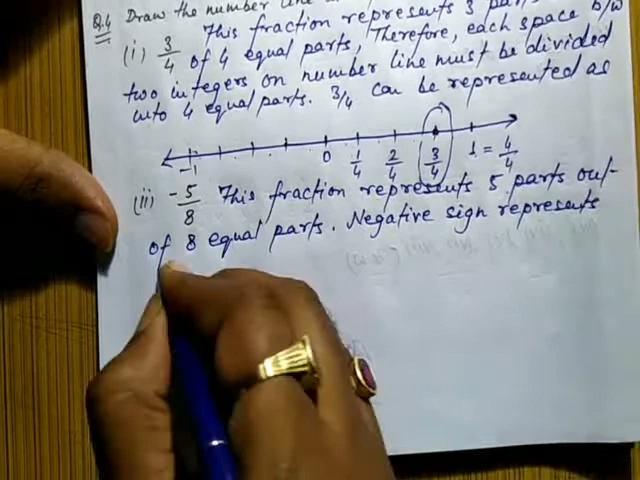 Q.4 Draw the number line
This fraction represents 3 par
(i) 3/4 of 4 equal parts, Therefore, each space b/w
two integers on number line must be divided
into 4 equal parts. 3/4 can be represented as
-1 0 1/4 2/4 3/4 1 = 4/4
(ii) -5/8 This fraction represents 5 parts out-
of 8 equal parts. Negative sign represents